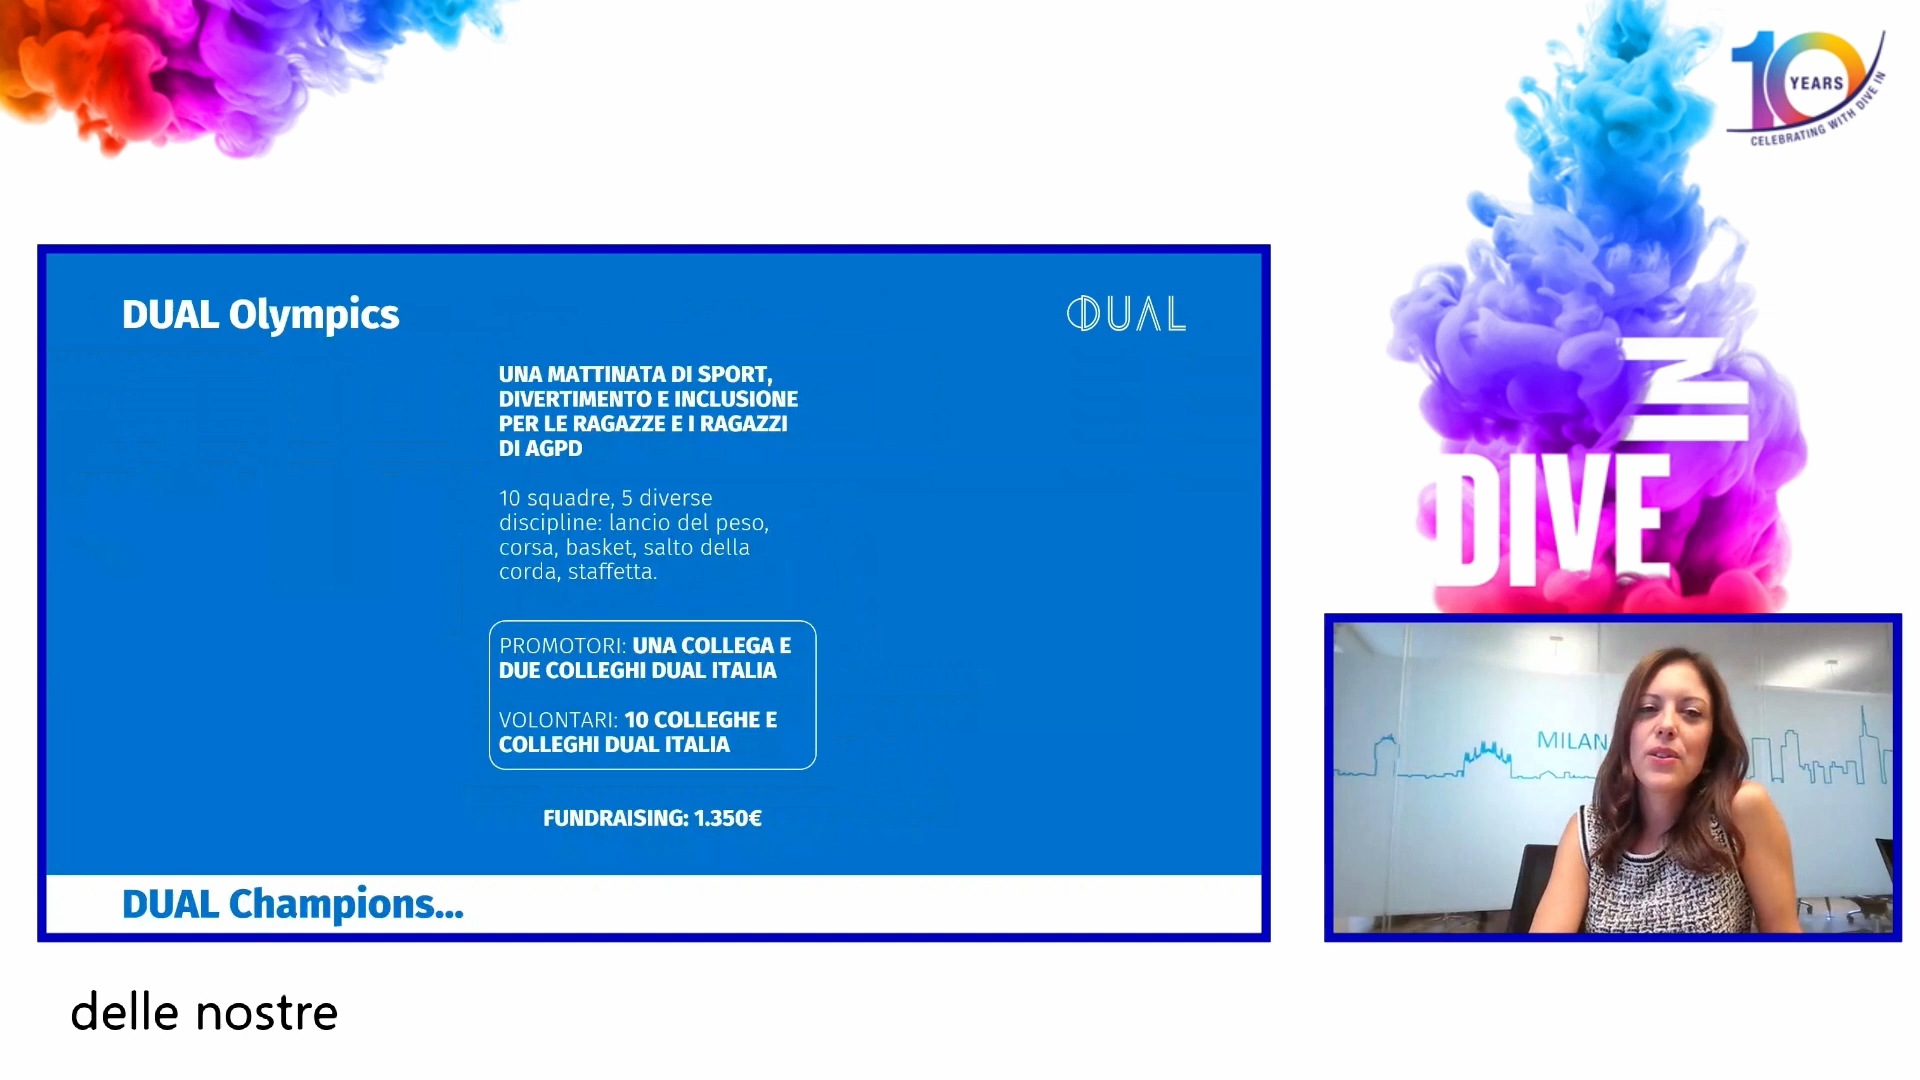 10
YEARS
CELEBRATING WITH DIVE IN
DUAL Olympics
DUAL
UNA MATTINATA DI SPORT,
DIVERTIMENTO E INCLUSIONE
PER LE RAGAZZE E I RAGAZZI
DI AGPD
10 squadre, 5 diverse
discipline: lancio del peso,
corsa, basket, salto della
corda, staffetta.
PROMOTORI: UNA COLLEGA E
DUE COLLEGHI DUAL ITALIA
VOLONTARI: 10 COLLEGHE E
COLLEGHI DUAL ITALIA
FUNDRAISING: 1.350€
DUAL Champions...
IN
DIVE
MILAN
delle nostre